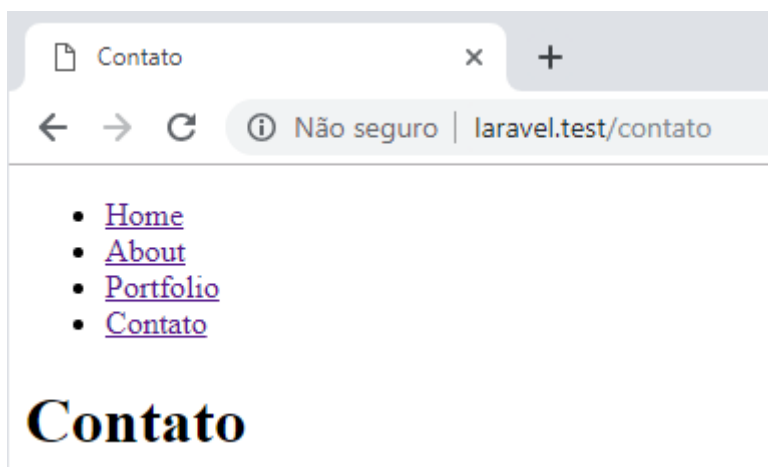 Contato
Não seguro | laravel.test/contato
Home
About
Portfolio
Contato
Contato